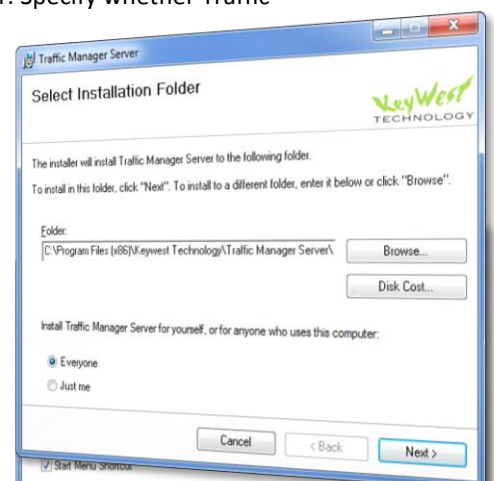 1. Specify whether Traffic
Traffic Manager Server
Select Installation Folder
KeyWest
TECHNOLOGY
The installer will install Traffic Manager Server to the following folder.
To install in this folder, click "Next". To install to a different folder, enter it below or click "Browse".
Folder:
C:\Program Files (x86)\Keywest Technology\Traffic Manager Server\
Browse...
Disk Cost...
Install Traffic Manager Server for yourself, or for anyone who uses this computer:
Everyone
Just me
Cancel
< Back
Next >
Start Menu Shortcut